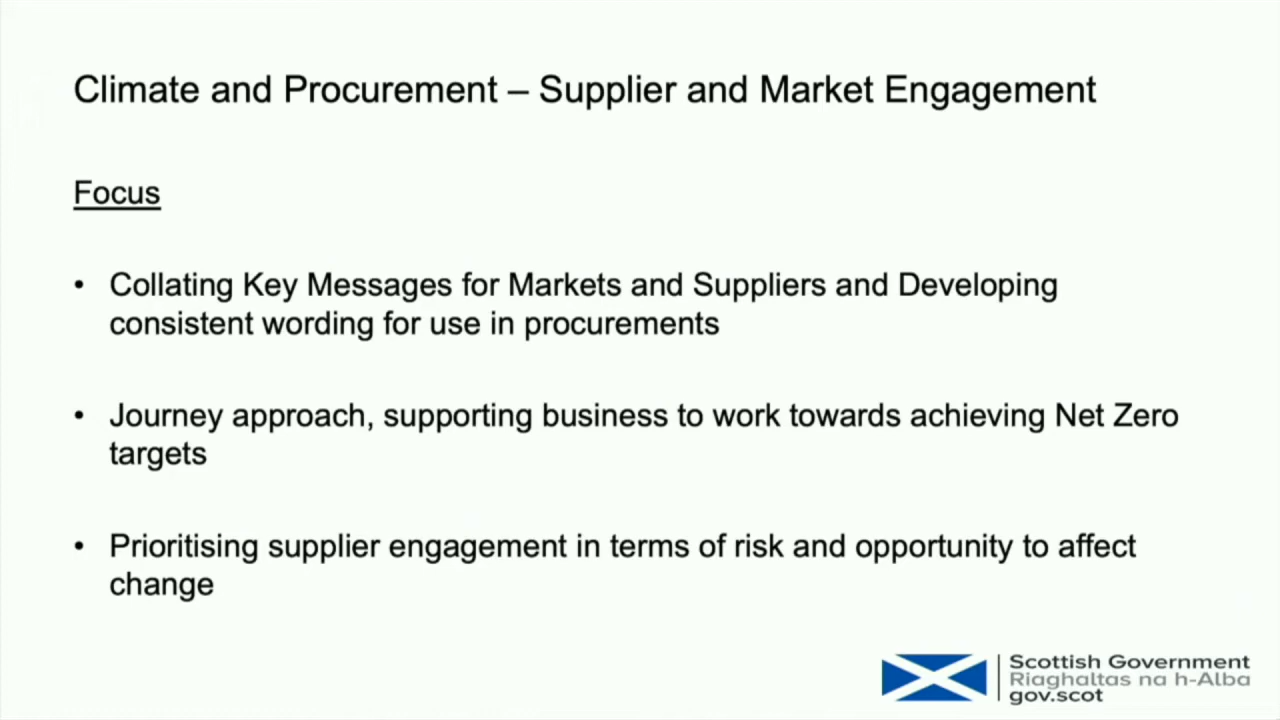 Climate and Procurement – Supplier and Market Engagement
Focus
• Collating Key Messages for Markets and Suppliers and Developing
consistent wording for use in procurements
• Journey approach, supporting business to work towards achieving Net Zero
targets
• Prioritising supplier engagement in terms of risk and opportunity to affect
change
Scottish Government
Riaghaltas na h-Alba
gov.scot